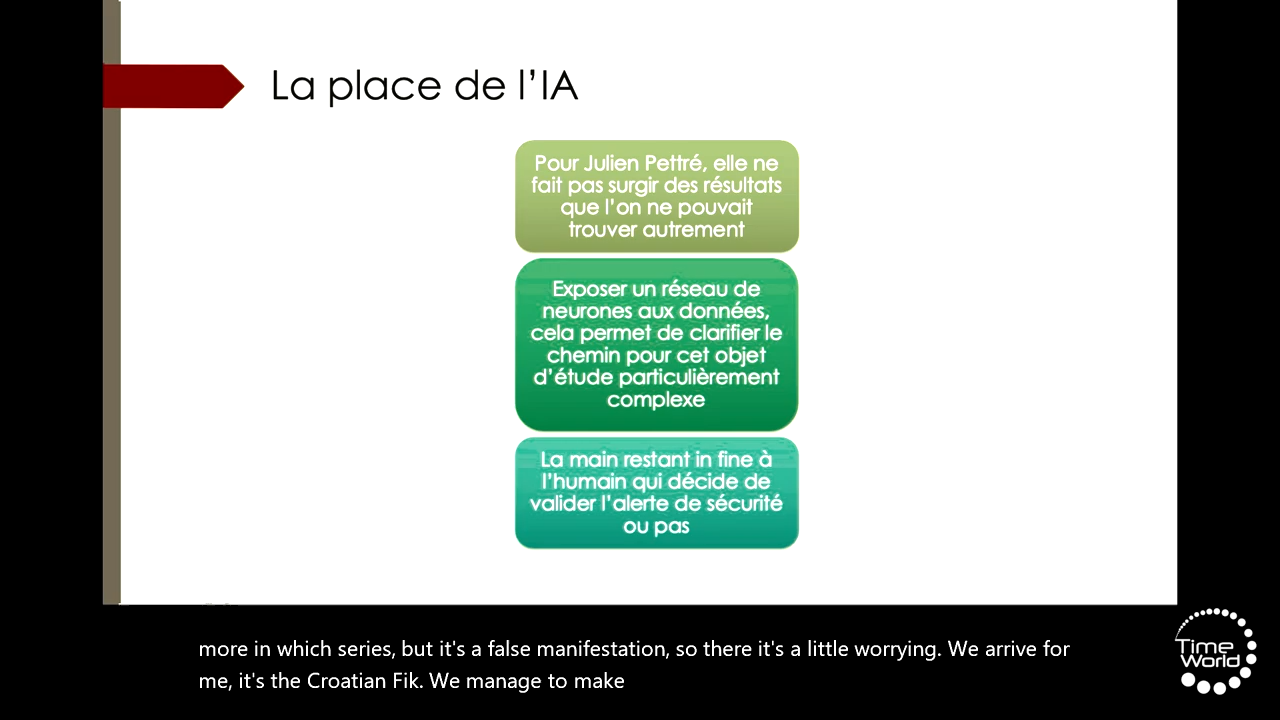 La place de l’IA
Pour Julien Pettré, elle ne
fait pas surgir des résultats
que l’on ne pouvait
trouver autrement
Exposer un réseau de
neurones aux données,
cela permet de clarifier le
chemin pour cet objet
d’étude particulièrement
complexe
La main restant in fine à
l’humain qui décide de
valider l’alerte de sécurité
ou pas
more in which series, but it's a false manifestation, so there it's a little worrying. We arrive for
me, it's the Croatian Fik. We manage to make
Time
World